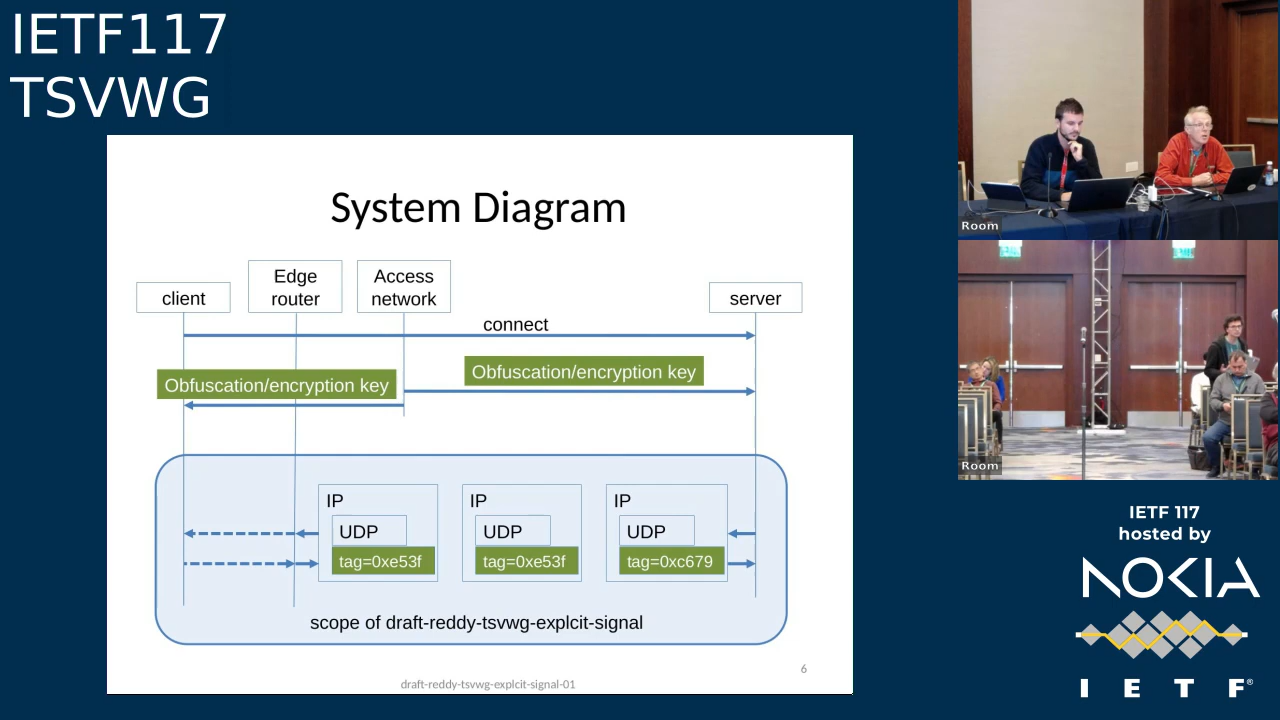 IETF117
TSVWG
System Diagram
client
Edge
router
Access
network
server
connect
Obfuscation/encryption key
Obfuscation/encryption key
IP
UDP
tag=0xe53f
IP
UDP
tag=0xe53f
IP
UDP
tag=0xc679
scope of draft-reddy-tsvwg-explcit-signal
6
draft-reddy-tsvwg-explcit-signal-01
Room
Room
IETF 117
hosted by
NOKIA
I E T F®